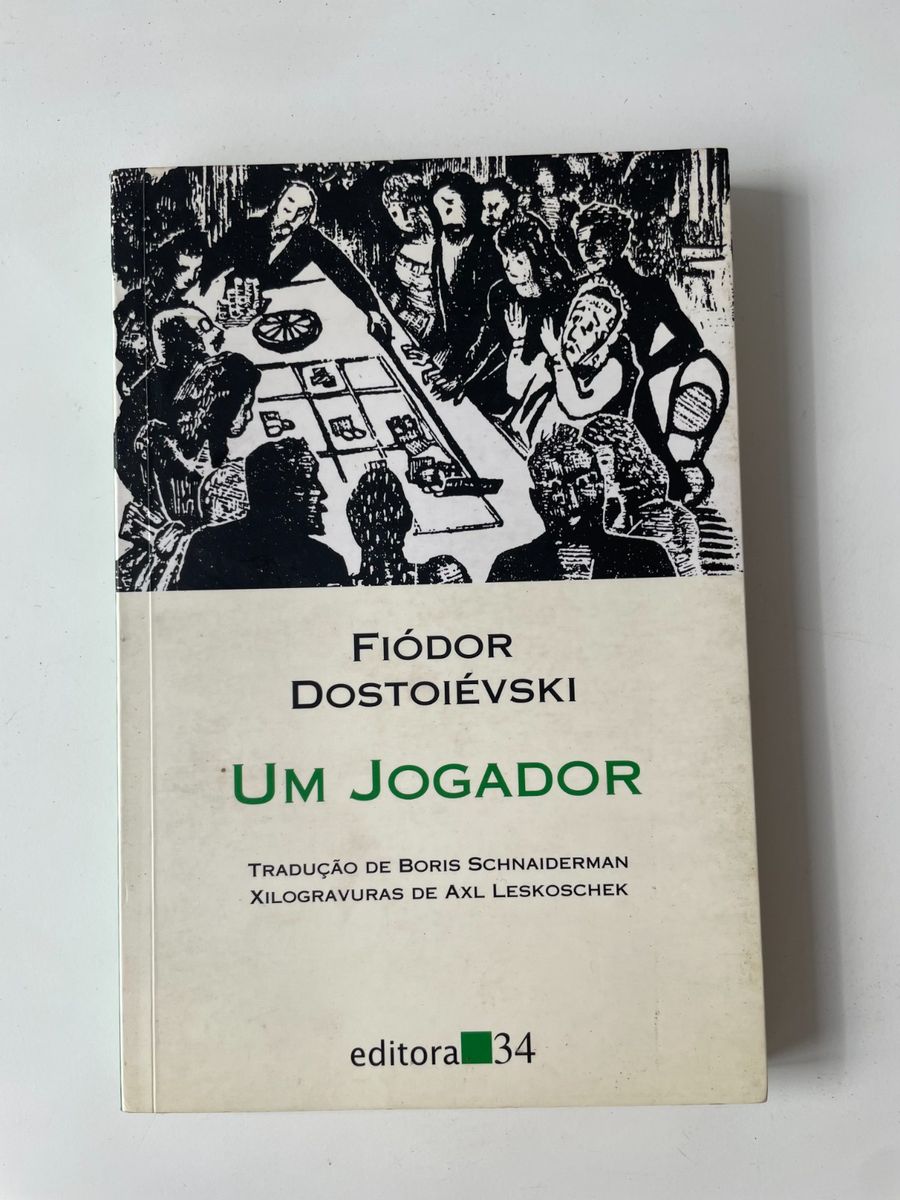 FIÓDOR
DOSTOIÉVSKI
UM JOGADOR
TRADUÇÃO DE BORIS SCHNAIDERMAN
XILOGRAVURAS DE AXL LESKOSCHEK
editora 34